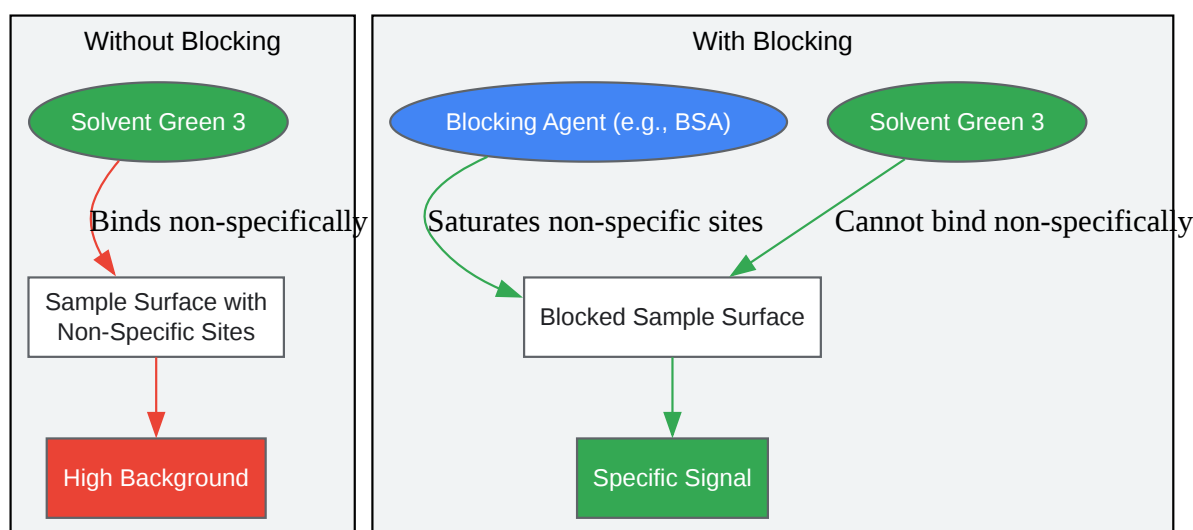 Without Blocking
Solvent Green 3
Binds non-specifically
Sample Surface with
Non-Specific Sites
High Background
With Blocking
Blocking Agent (e.g., BSA)
Solvent Green 3
Saturates non-specific sites
Cannot bind non-specifically
Blocked Sample Surface
Specific Signal